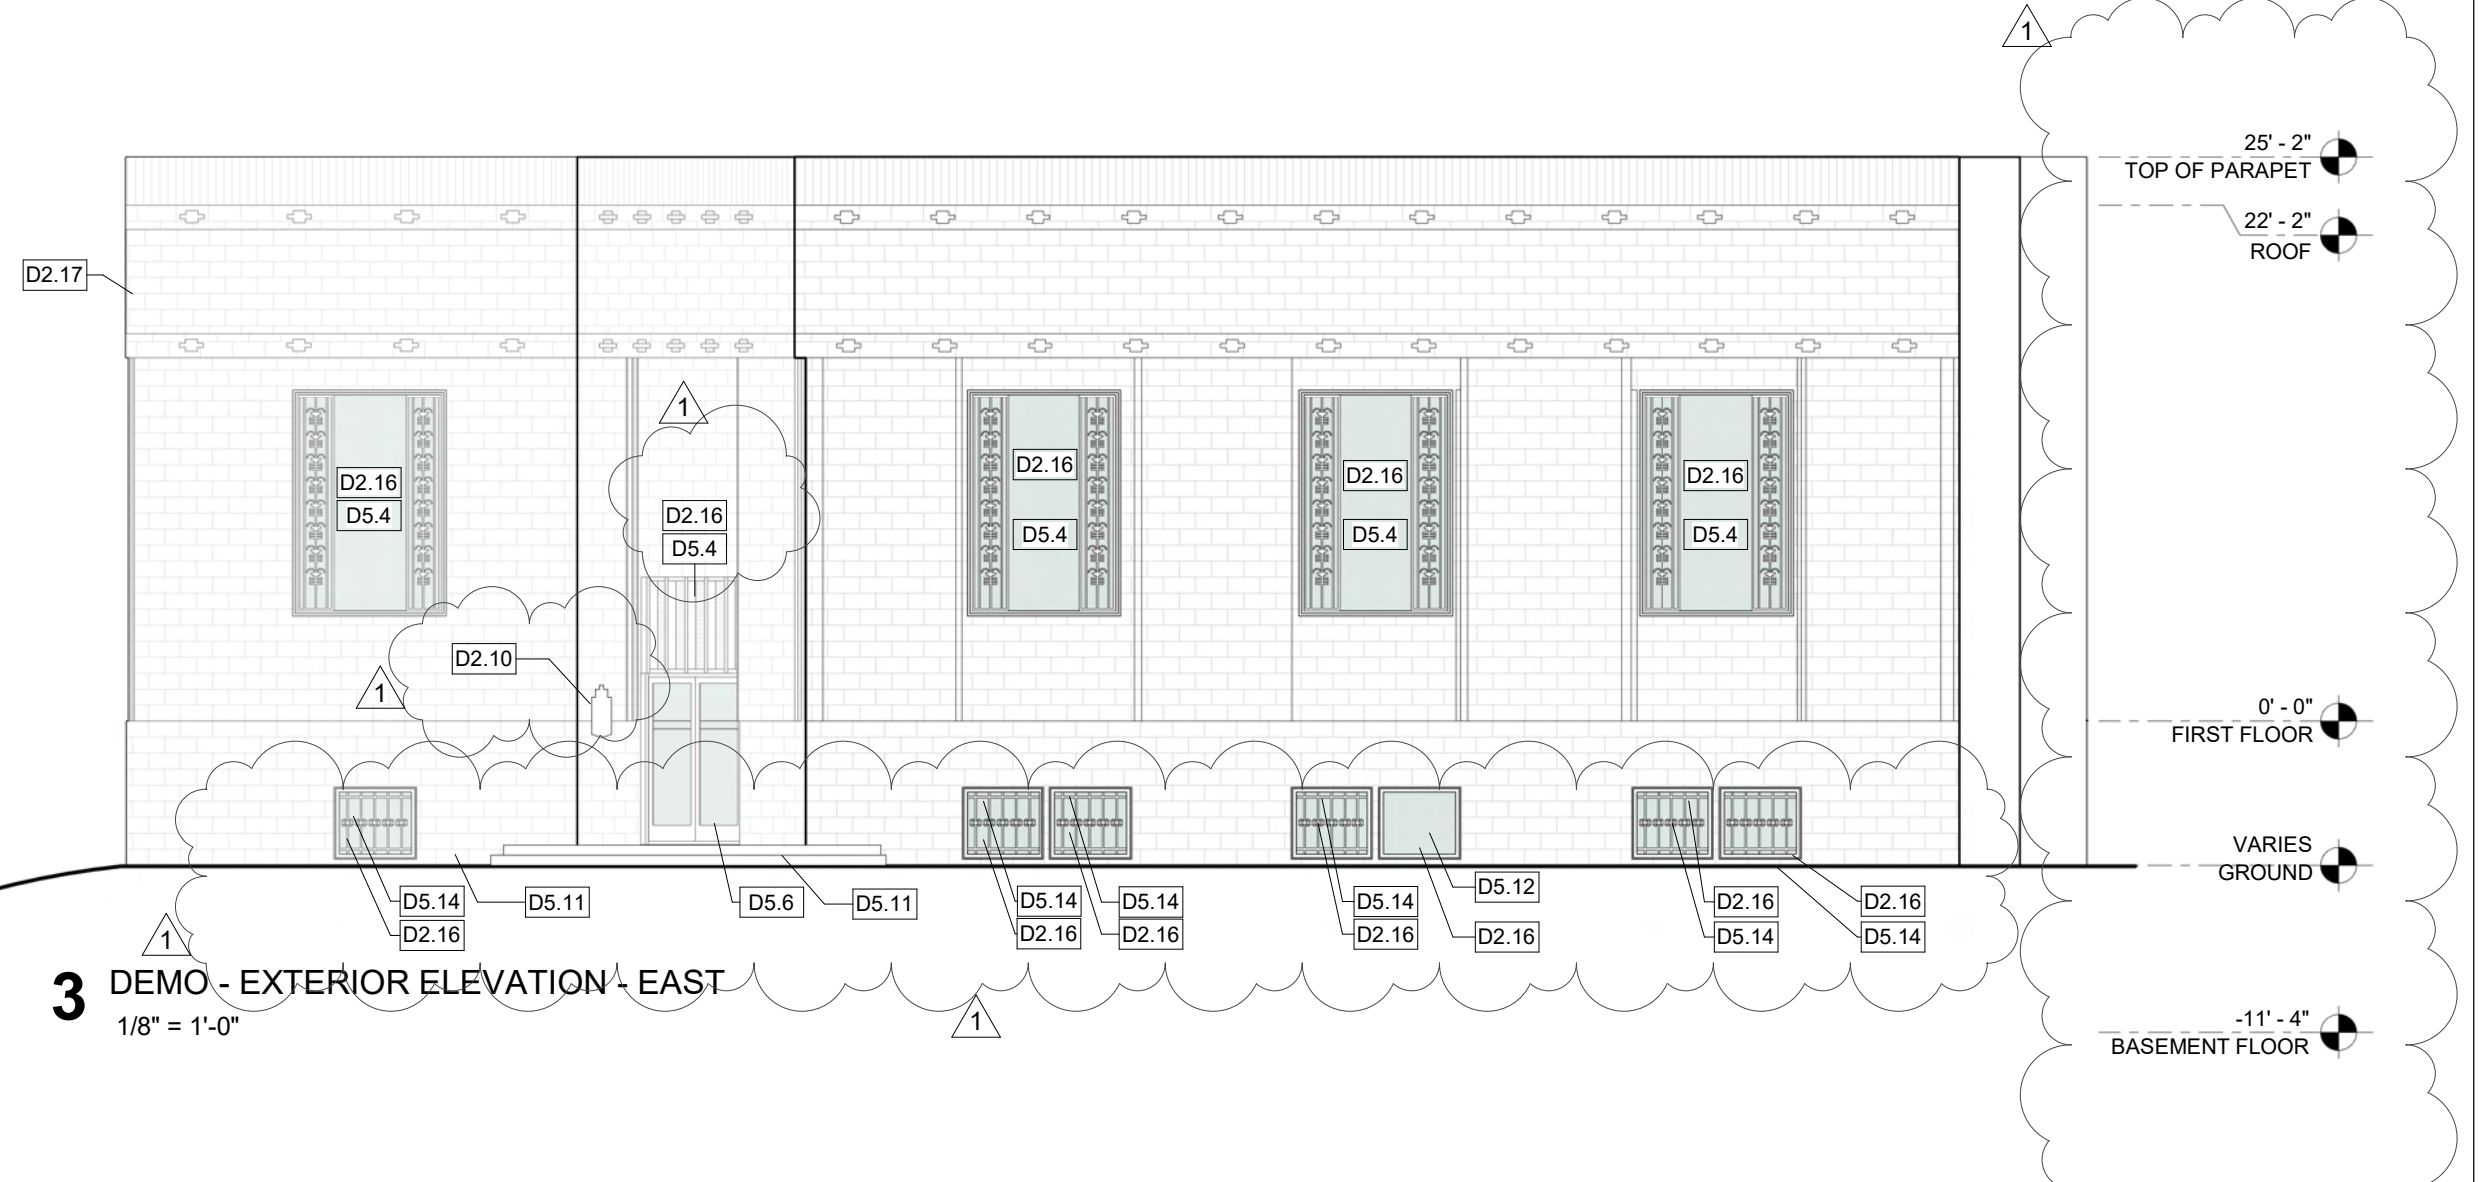 1
25' - 2"
TOP OF PARAPET
22' - 2"
ROOF
D2.17
1
D2.16
D5.4
D2.16
D5.4
D2.16
D5.4
D2.16
D5.4
D2.16
D5.4
D2.10
1
0' - 0"
FIRST FLOOR
VARIES
GROUND
D5.14
D2.16
D5.11
D5.6
D5.11
D5.14
D2.16
D5.14
D2.16
D5.14
D2.16
D5.12
D2.16
D2.16
D5.14
D2.16
D5.14
1
3 DEMO - EXTERIOR ELEVATION - EAST
1/8" = 1'-0"
1
-11' - 4"
BASEMENT FLOOR